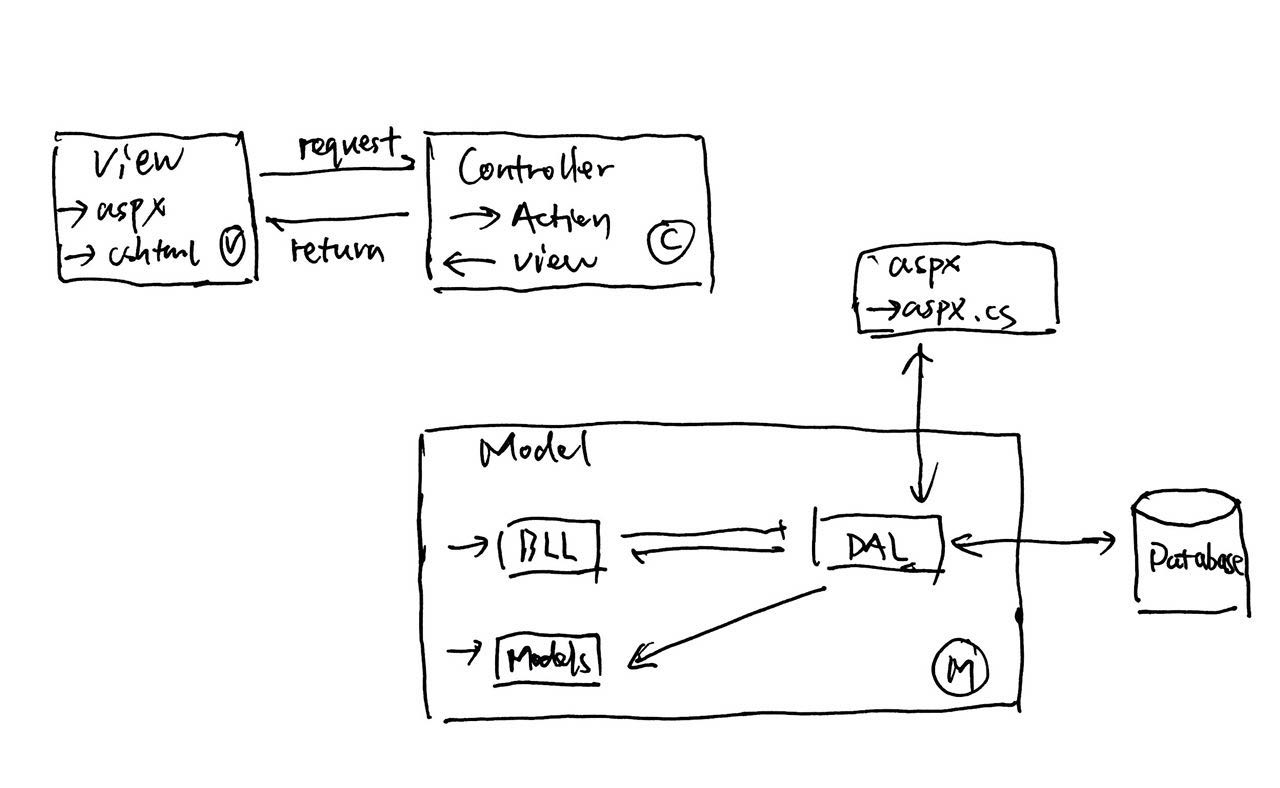 View
→ aspx
→ cshtml
V
request
return
Controller
→ Action
← view
C
aspx
→ aspx.cs
Model
→ BLL
DAL
→ Models
M
Database